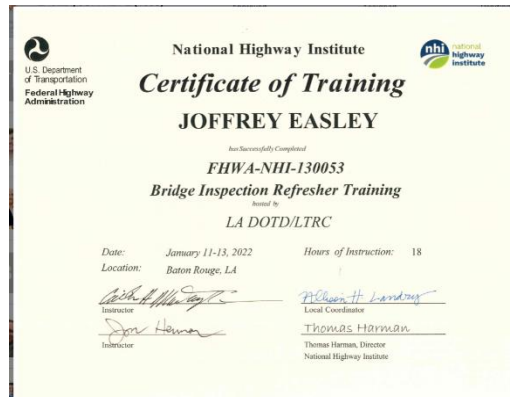 National Highway Institute
nhi national
highway
institute
U.S. Department
of Transportation
Federal Highway
Administration
Certificate of Training
JOFFREY EASLEY
has Successfully Completed
FHWA-NHI-130053
Bridge Inspection Refresher Training
hosted by
LA DOTD/LTRC
Date: January 11-13, 2022 Hours of Instruction: 18
Location: Baton Rouge, LA
Instructor
Allison H Landry
Local Coordinator
Instructor
Thomas Harman
Thomas Harman, Director
National Highway Institute